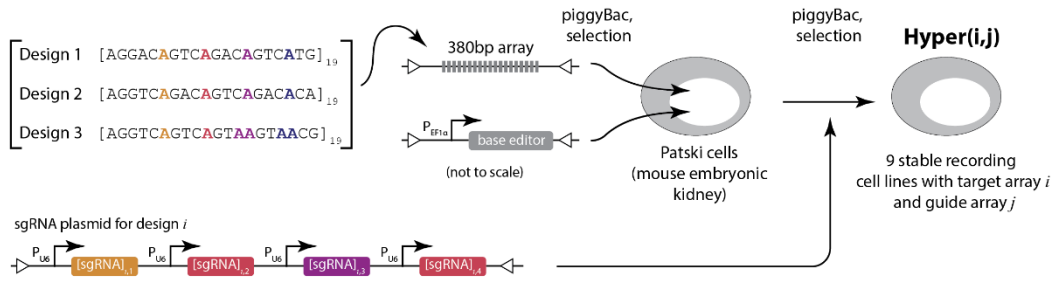 Design 1 [AGGACAGTCAGACAGTCATG]19
Design 2 [AGGTCAGACAGTCAGACACA]19
Design 3 [AGGTCAGTCAGTAAGTAACG]19
380bp array
PEF1α
base editor
(not to scale)
piggyBac,
selection
Patski cells
(mouse embryonic
kidney)
piggyBac,
selection
Hyper(i,j)
9 stable recording
cell lines with target array i
and guide array j
sgRNA plasmid for design i
PU6 [sgRNA]i,1 PU6 [sgRNA]i,2 PU6 [sgRNA]i,3 PU6 [sgRNA]i,4